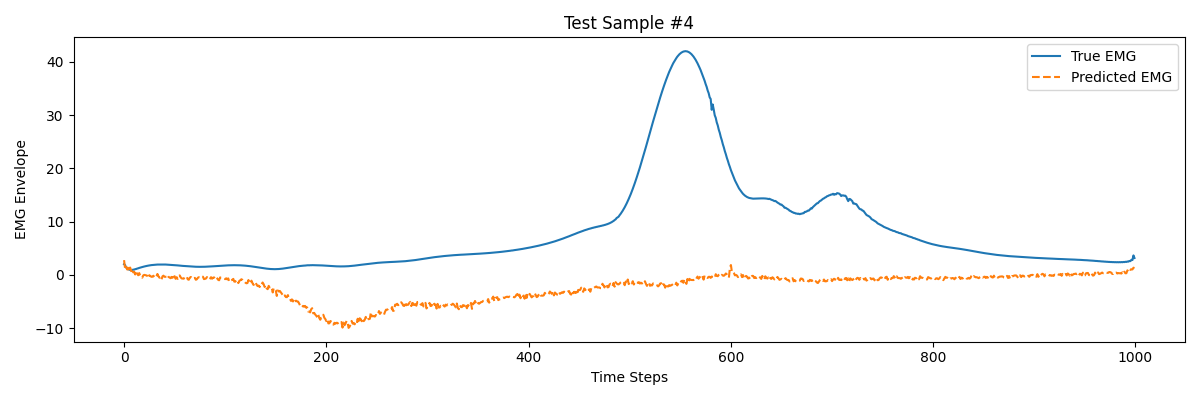 Test Sample #4
True EMG
Predicted EMG
EMG Envelope
40
30
20
10
0
−10
0
200
400
600
800
1000
Time Steps